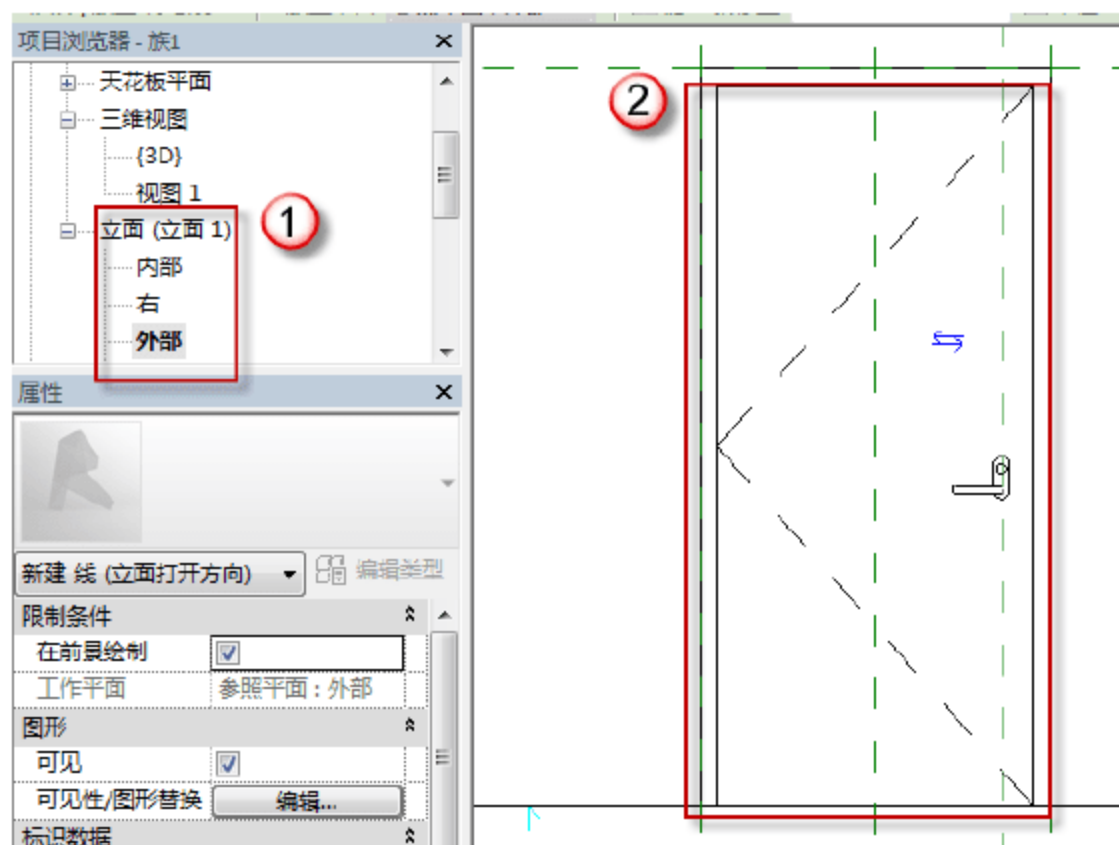 项目浏览器 - 族1
天花板平面
三维视图
{3D}
视图 1
立面 (立面 1)
内部
右
外部
1
2
属性
新建 线 (立面打开方向)
编辑类型
限制条件
在前景绘制
工作平面
参照平面 : 外部
图形
可见
可见性/图形替换
编辑...
标识数据